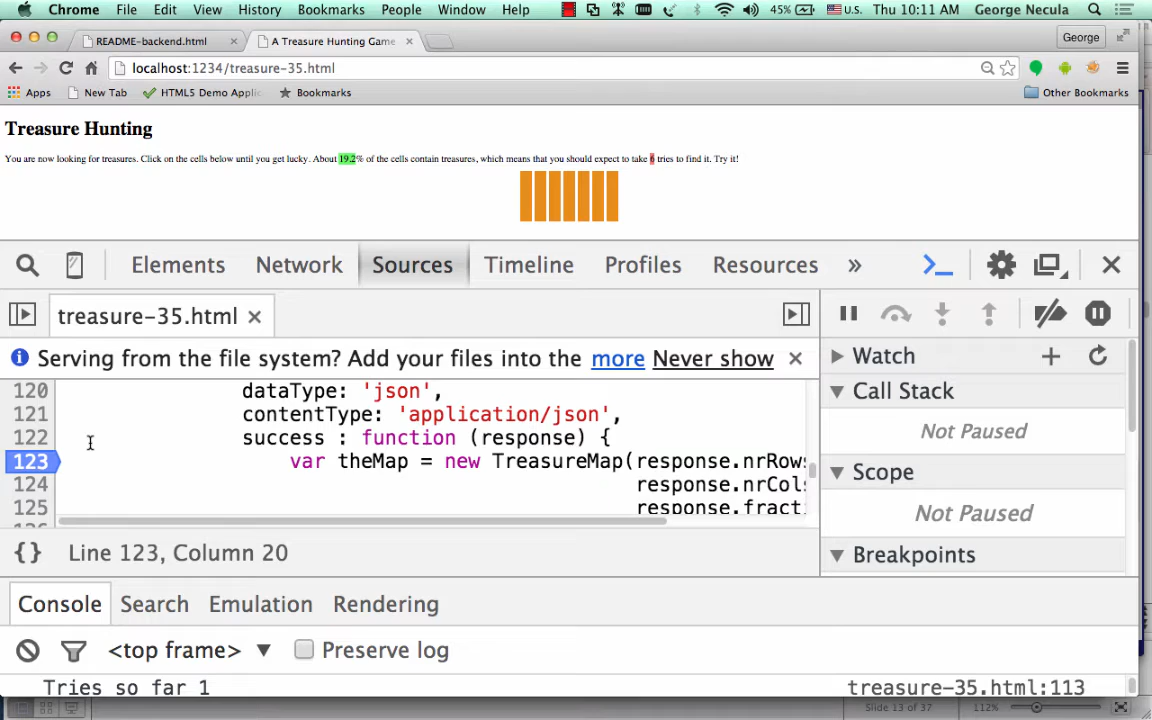 Chrome File Edit View History Bookmarks People Window Help 45% U.S. Thu 10:11 AM George Necula
README-backend.html × A Treasure Hunting Game × George
localhost:1234/treasure-35.html
Apps New Tab HTML5 Demo Applic Bookmarks Other Bookmarks
Treasure Hunting
You are now looking for treasures. Click on the cells below until you get lucky. About 19.2% of the cells contain treasures, which means that you should expect to take 6 tries to find it. Try it!
Elements Network Sources Timeline Profiles Resources »
treasure-35.html ×
Serving from the file system? Add your files into the more Never show ×
Watch
120 dataType: 'json',
Call Stack
121 contentType: 'application/json',
Not Paused
122 success : function (response) {
123 var theMap = new TreasureMap(response.nrRows
Scope
124 response.nrCols
Not Paused
125 response.fracti
{} Line 123, Column 20
Breakpoints
Console Search Emulation Rendering
<top frame> ▼ Preserve log
Tries so far 1 treasure-35.html:113
Slide 13 of 37 112%